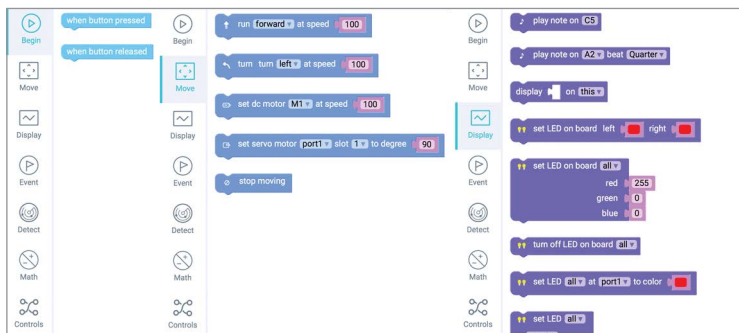 Begin
Move
Display
Event
Detect
Math
Controls
when button pressed
when button released
Begin
Move
Display
Event
Detect
Math
Controls
run forward at speed 100
turn turn left at speed 100
set dc motor M1 at speed 100
set servo motor port1 slot 1 to degree 90
stop moving
Begin
Move
Display
Event
Detect
Math
Controls
play note on C5
play note on A2 beat Quarter
display on this
set LED on board left right
set LED on board all
red 255
green 0
blue 0
turn off LED on board all
set LED all at port1 to color
set LED all